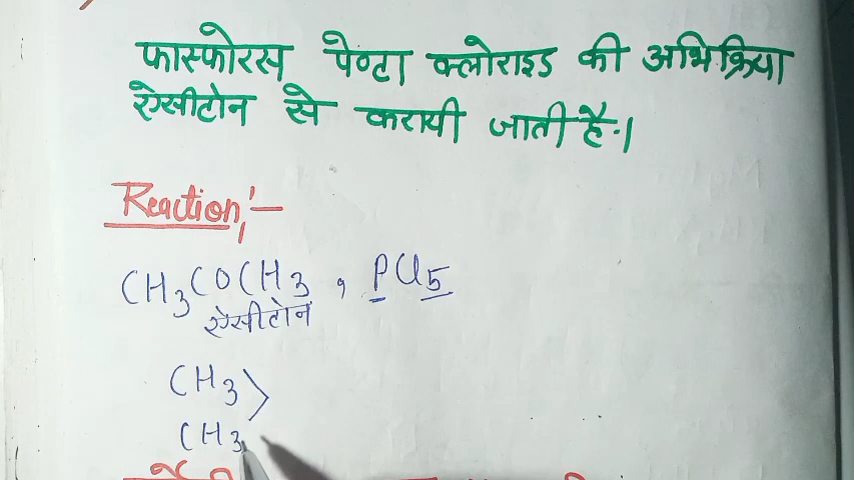 फास्फोरस पेण्टा क्लोराइड की अभिक्रिया
ऐसीटोन से करायी जाती है।
Reaction:-
CH3COCH3, PCl5
ऐसीटोन
CH3
CH3